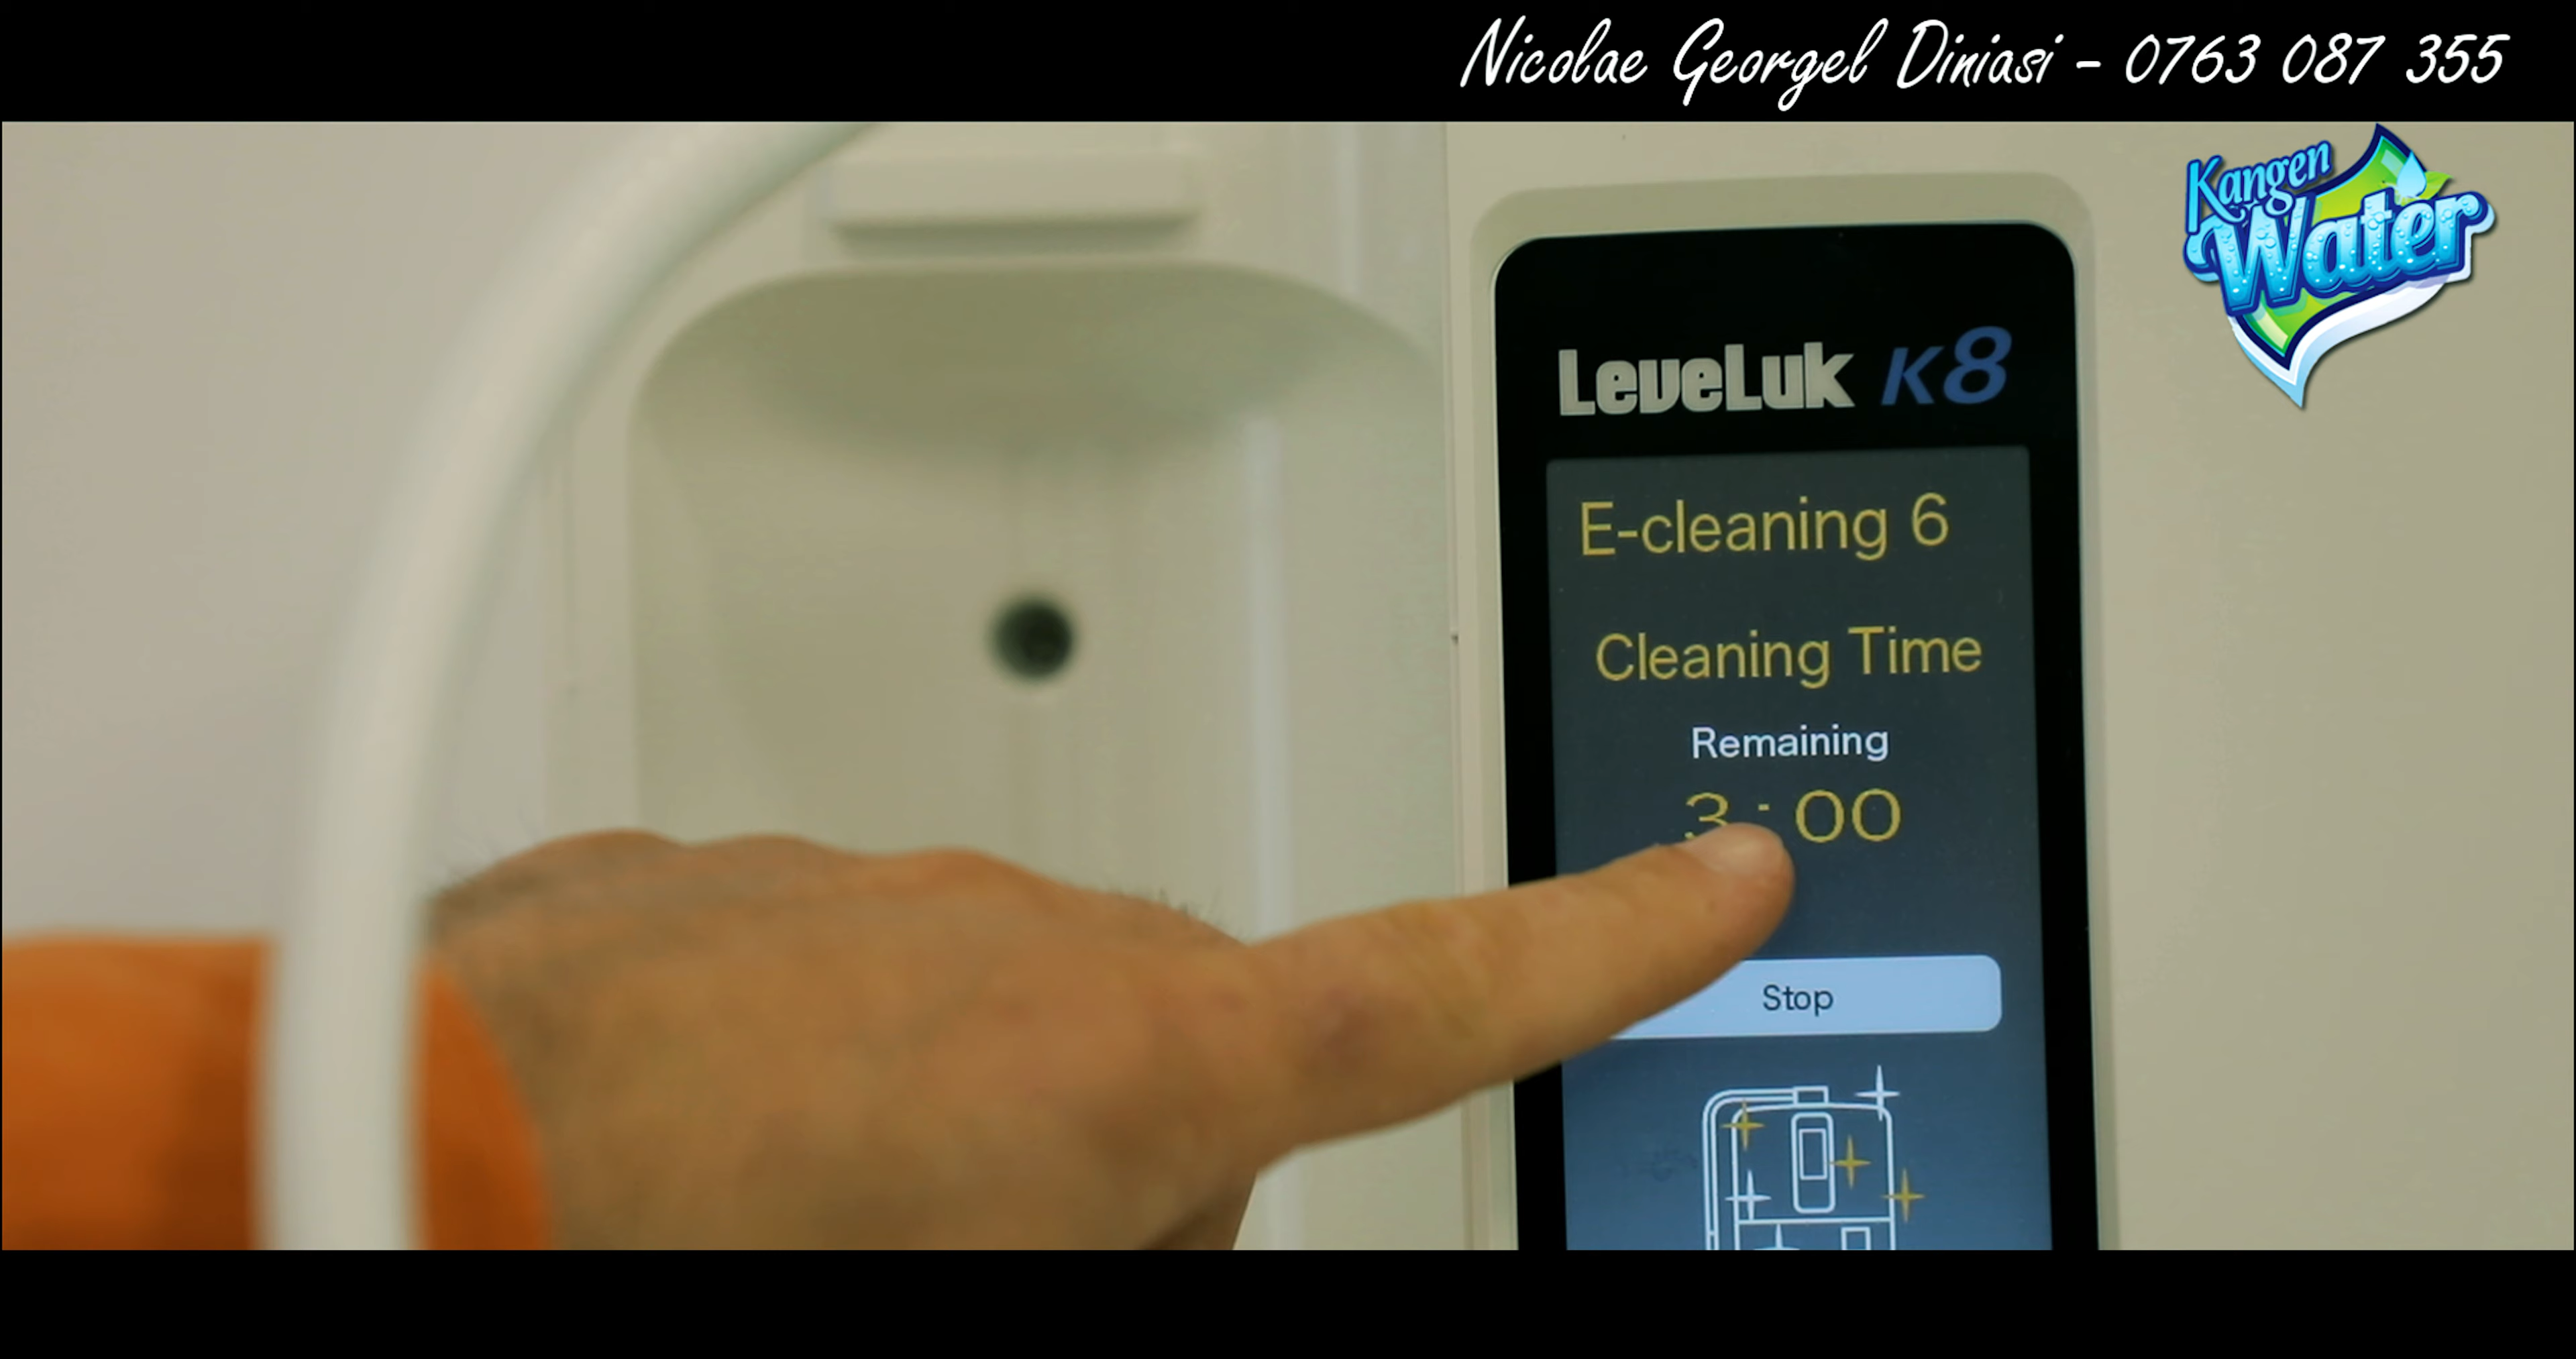 Nicolae Georgel Diniasi - 0763 087 355
Kangen
Water
LeveLuk K8
E-cleaning 6
Cleaning Time
Remaining
3:00
Stop